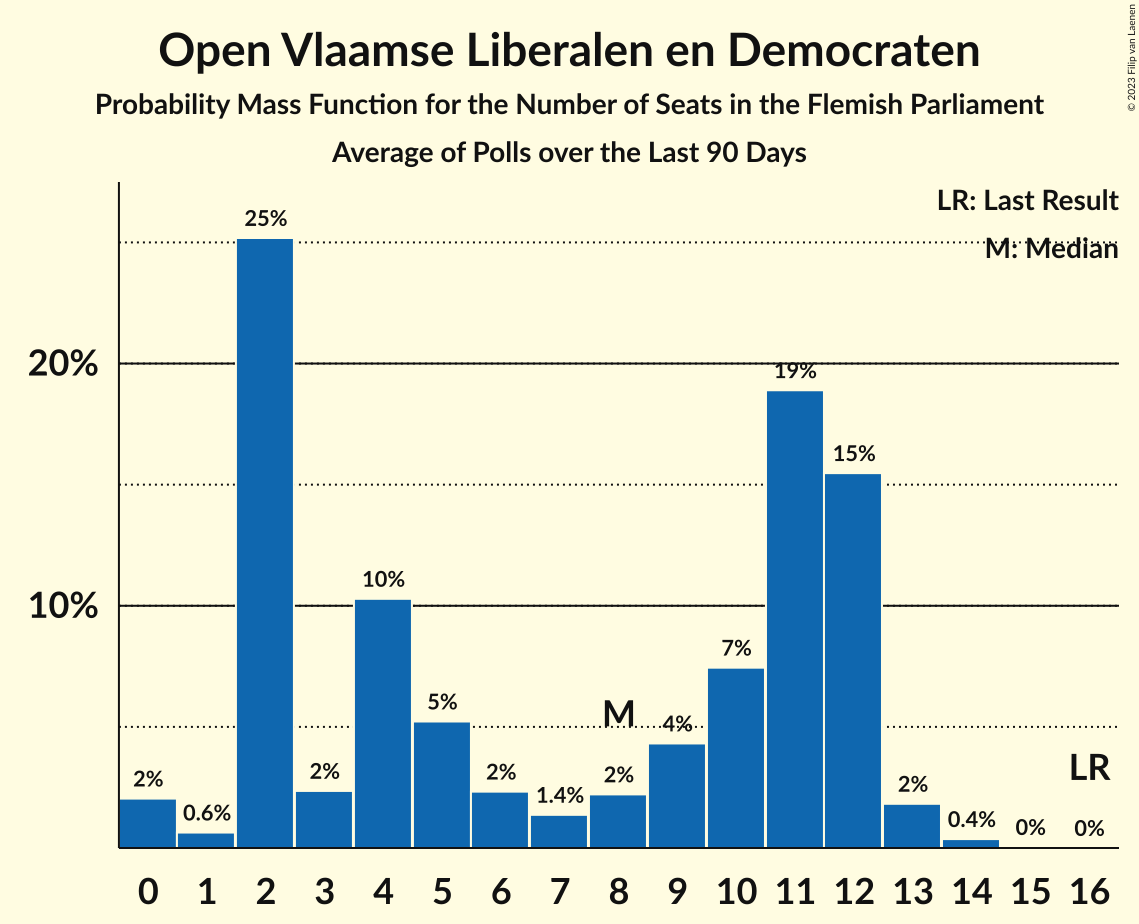 Open Vlaamse Liberalen en Democraten
Probability Mass Function for the Number of Seats in the Flemish Parliament
Average of Polls over the Last 90 Days
© 2023 Filip van Laenen
LR: Last Result
M: Median
25%
20%
19%
15%
10%
10%
7%
5%
M
4%
LR
2%
2%
2%
2%
2%
1.4%
0.6%
0.4%
0%
0%
0 1 2 3 4 5 6 7 8 9 10 11 12 13 14 15 16